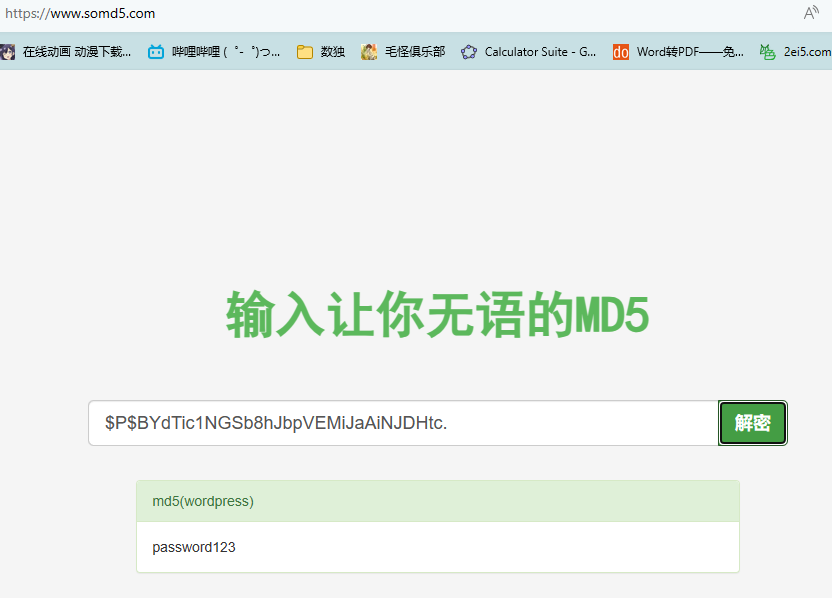 https://www.somd5.com
在线动画 动漫下载... 哔哩哔哩 ( ゜- ゜)つ... 数独 毛怪俱乐部 Calculator Suite - G... Word转PDF——免... 2ei5.com
输入让你无语的MD5
$P$BYdTic1NGSb8hJbpVEMiJaAiNJDHtc. 解密
md5(wordpress)
password123